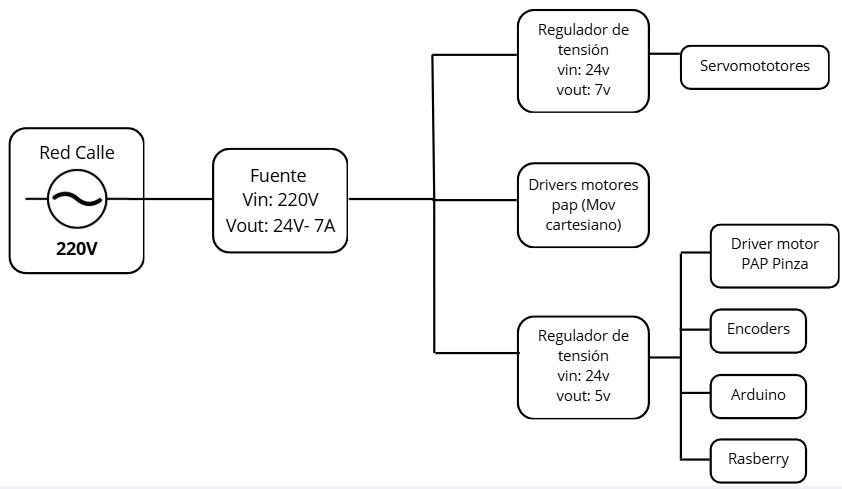 Red Calle
220V
Fuente
Vin: 220V
Vout: 24V- 7A
Regulador de
tensión
vin: 24v
vout: 7v
Servomototores
Drivers motores
pap (Mov
cartesiano)
Regulador de
tensión
vin: 24v
vout: 5v
Driver motor
PAP Pinza
Encoders
Arduino
Rasberry